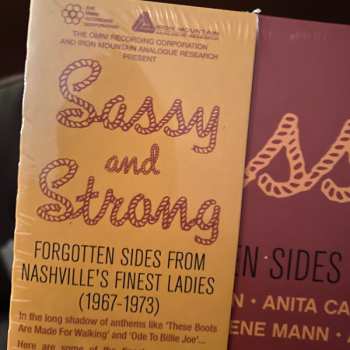 THE OMNI RECORDING CORPORATION
AND IRON MOUNTAIN ANALOGUE RESEARCH
PRESENT
Sassy
and
Strong
FORGOTTEN SIDES FROM
NASHVILLE'S FINEST LADIES
(1967-1973)
In the long shadow of anthems like 'These Boots
Are Made For Walking' and 'Ode To Billie Joe'...
Here are some of the
ss
N SIDES
N · ANITA CA
ENE MANN ·